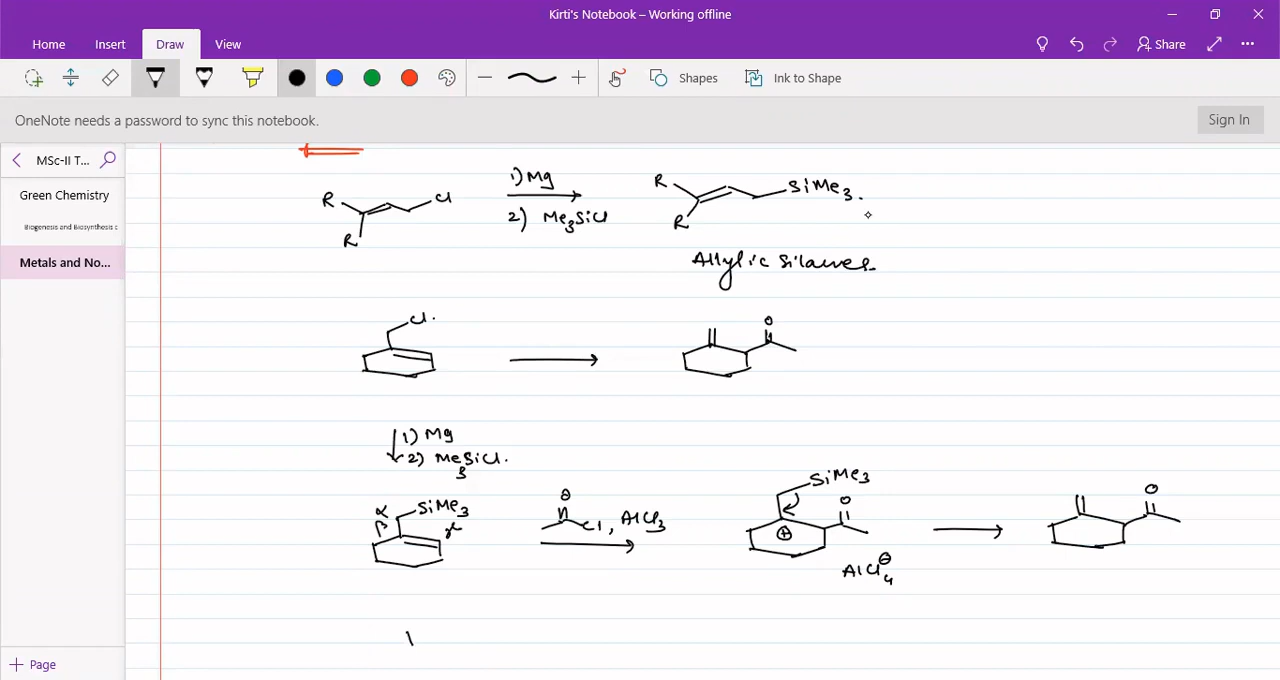 Kirti's Notebook – Working offline
Home Insert Draw View
Share
Shapes Ink to Shape
OneNote needs a password to sync this notebook.
Sign In
MSc-II T...
Green Chemistry
Biogenesis and Biosynthesis c
Metals and No...
R Cl
R
1) Mg
2) Me3SiCl
R SiMe3.
R
Allylic silanes
Cl.
O
1) Mg
2) Me3SiCl.
α SiMe3
β γ
O
Cl, AlCl3
SiMe3
O
⊕
AlCl4⊖
O
Page